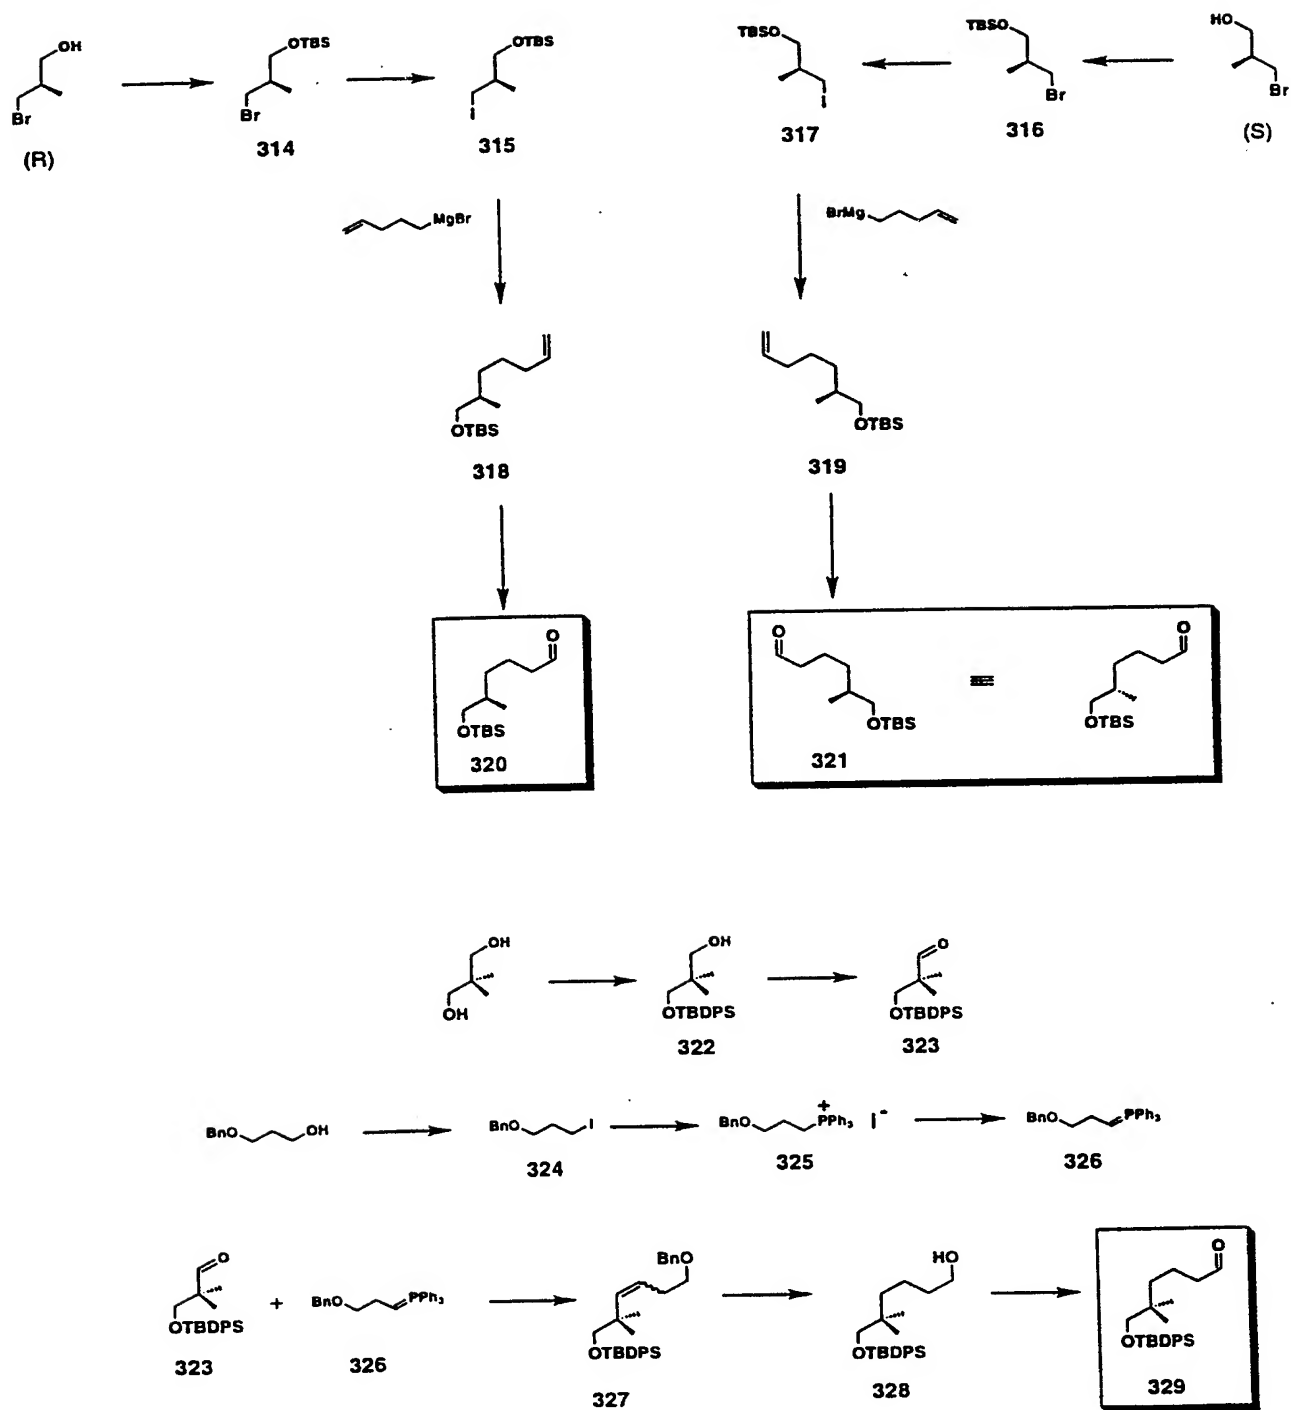 OH
Br
(R)
OTBS
Br
314
OTBS
I
315
TBSO
I
317
TBSO
Br
316
HO
Br
(S)
MgBr
BrMg
OTBS
318
OTBS
319
O
OTBS
320
O
OTBS
321
O
OTBS
OH
OH
OH
OTBDPS
322
O
OTBDPS
323
BnO OH
BnO I
324
BnO PPh3 + I-
325
BnO PPh3
326
O
OTBDPS
323
+
BnO PPh3
326
BnO
OTBDPS
327
HO
OTBDPS
328
O
OTBDPS
329